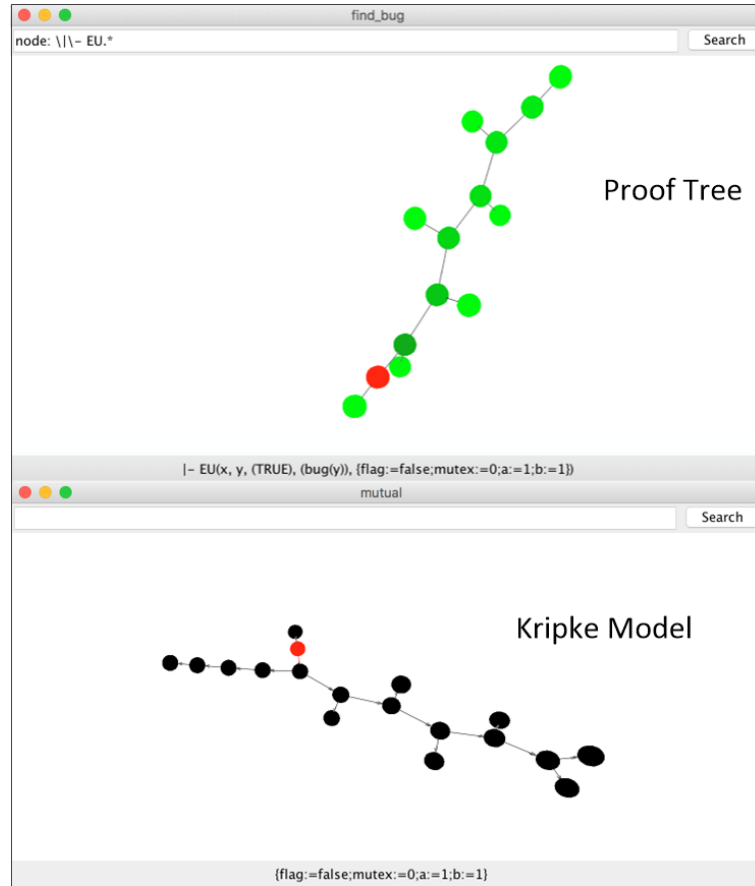 find_bug
node: \|\- EU.*
Search
Proof Tree
|- EU(x, y, (TRUE), (bug(y)), {flag:=false;mutex:=0;a:=1;b:=1})
mutual
Search
Kripke Model
{flag:=false;mutex:=0;a:=1;b:=1}